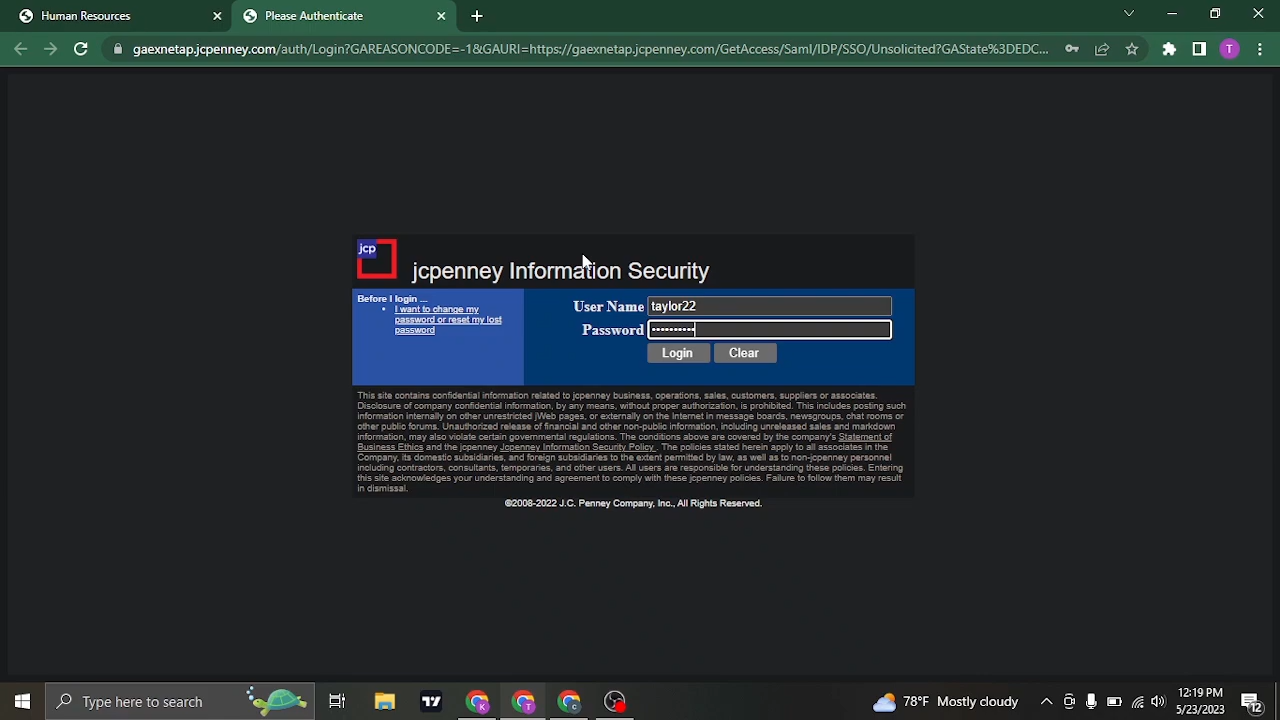 Human Resources
Please Authenticate
gaexnetap.jcpenney.com/auth/Login?GAREASONCODE=-1&GAURI=https://gaexnetap.jcpenney.com/GetAccess/Saml/IDP/SSO/Unsolicited?GAState%3DEDC...
T
jcp
jcpenney Information Security
Before I login ...
I want to change my
password or reset my lost
password
User Name taylor22
Password ••••••••••
Login Clear
This site contains confidential information related to jcpenney business, operations, sales, customers, suppliers or associates.
Disclosure of company confidential information, by any means, without proper authorization, is prohibited. This includes posting such
information internally on other unrestricted jWeb pages, or externally on the Internet in message boards, newsgroups, chat rooms or
other public forums. Unauthorized release of financial and other non-public information, including unreleased sales and markdown
information, may also violate certain governmental regulations. The conditions above are covered by the company's Statement of
Business Ethics and the jcpenney Jcpenney Information Security Policy . The policies stated herein apply to all associates in the
Company, its domestic subsidiaries, and foreign subsidiaries to the extent permitted by law, as well as to non-jcpenney personnel
including contractors, consultants, temporaries, and other users. All users are responsible for understanding these policies. Entering
this site acknowledges your understanding and agreement to comply with these jcpenney policies. Failure to follow them may result
in dismissal.
©2008-2022 J.C. Penney Company, Inc., All Rights Reserved.
Type here to search
K
T
C
78°F Mostly cloudy
12:19 PM
5/23/2023
12